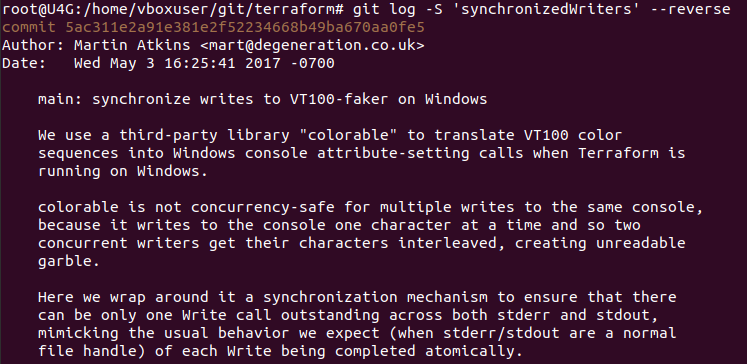 root@U4G:/home/vboxuser/git/terraform# git log -S 'synchronizedWriters' --reverse
commit 5ac311e2a91e381e2f52234668b49ba670aa0fe5
Author: Martin Atkins <mart@degeneration.co.uk>
Date:   Wed May 3 16:25:41 2017 -0700

    main: synchronize writes to VT100-faker on Windows

    We use a third-party library "colorable" to translate VT100 color
    sequences into Windows console attribute-setting calls when Terraform is
    running on Windows.

    colorable is not concurrency-safe for multiple writes to the same console,
    because it writes to the console one character at a time and so two
    concurrent writers get their characters interleaved, creating unreadable
    garble.

    Here we wrap around it a synchronization mechanism to ensure that there
    can be only one Write call outstanding across both stderr and stdout,
    mimicking the usual behavior we expect (when stderr/stdout are a normal
    file handle) of each Write being completed atomically.